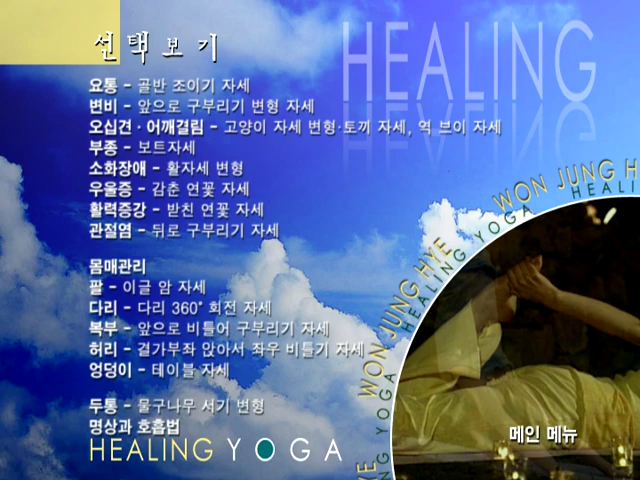 선택보기
HEALING
요통 - 골반 조이기 자세
변비 - 앞으로 구부리기 변형 자세
오십견 · 어깨결림 - 고양이 자세 변형·토끼 자세, 역 브이 자세
부종 - 보트자세
소화장애 - 활자세 변형
우울증 - 감춘 연꽃 자세
활력증강 - 받친 연꽃 자세
관절염 - 뒤로 구부리기 자세
몸매관리
팔 - 이글 암 자세
다리 - 다리 360° 회전 자세
복부 - 앞으로 비틀어 구부리기 자세
허리 - 결가부좌 앉아서 좌우 비틀기 자세
엉덩이 - 테이블 자세
두통 - 물구나무 서기 변형
명상과 호흡법
HEALING YOGA
WON JUNG HYE
HEALING YOGA
WON JUNG H
HEALI
YE
NG YOGA
메인 메뉴